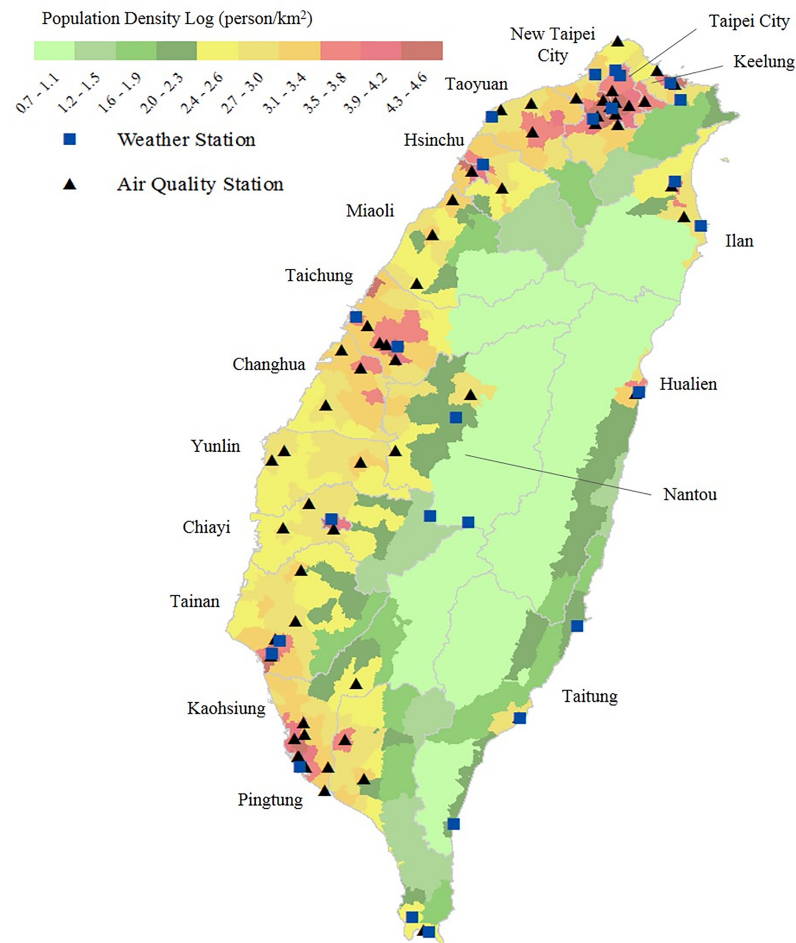 Population Density Log (person/km²)
0.7 - 1.1
1.2 - 1.5
1.6 - 1.9
2.0 - 2.3
2.4 - 2.6
2.7 - 3.0
3.1 - 3.4
3.5 - 3.8
3.9 - 4.2
4.3 - 4.6
Weather Station
Air Quality Station
New Taipei
City
Taipei City
Keelung
Taoyuan
Hsinchu
Miaoli
Ilan
Taichung
Changhua
Hualien
Yunlin
Nantou
Chiayi
Tainan
Taitung
Kaohsiung
Pingtung